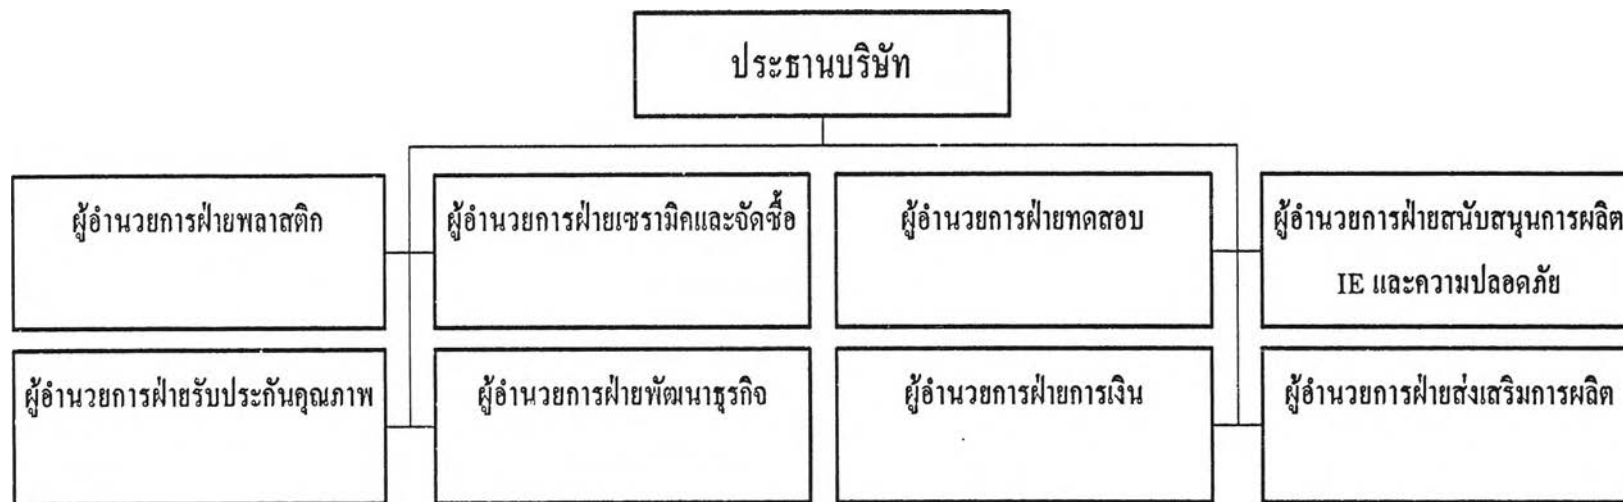 ประธานบริษัท
ผู้อำนวยการฝ่ายพลาสติก
ผู้อำนวยการฝ่ายเซรามิคและจัดซื้อ
ผู้อำนวยการฝ่ายทดสอบ
ผู้อำนวยการฝ่ายสนับสนุนการผลิต
IE และความปลอดภัย
ผู้อำนวยการฝ่ายรับประกันคุณภาพ
ผู้อำนวยการฝ่ายพัฒนาธุรกิจ
ผู้อำนวยการฝ่ายการเงิน
ผู้อำนวยการฝ่ายส่งเสริมการผลิต